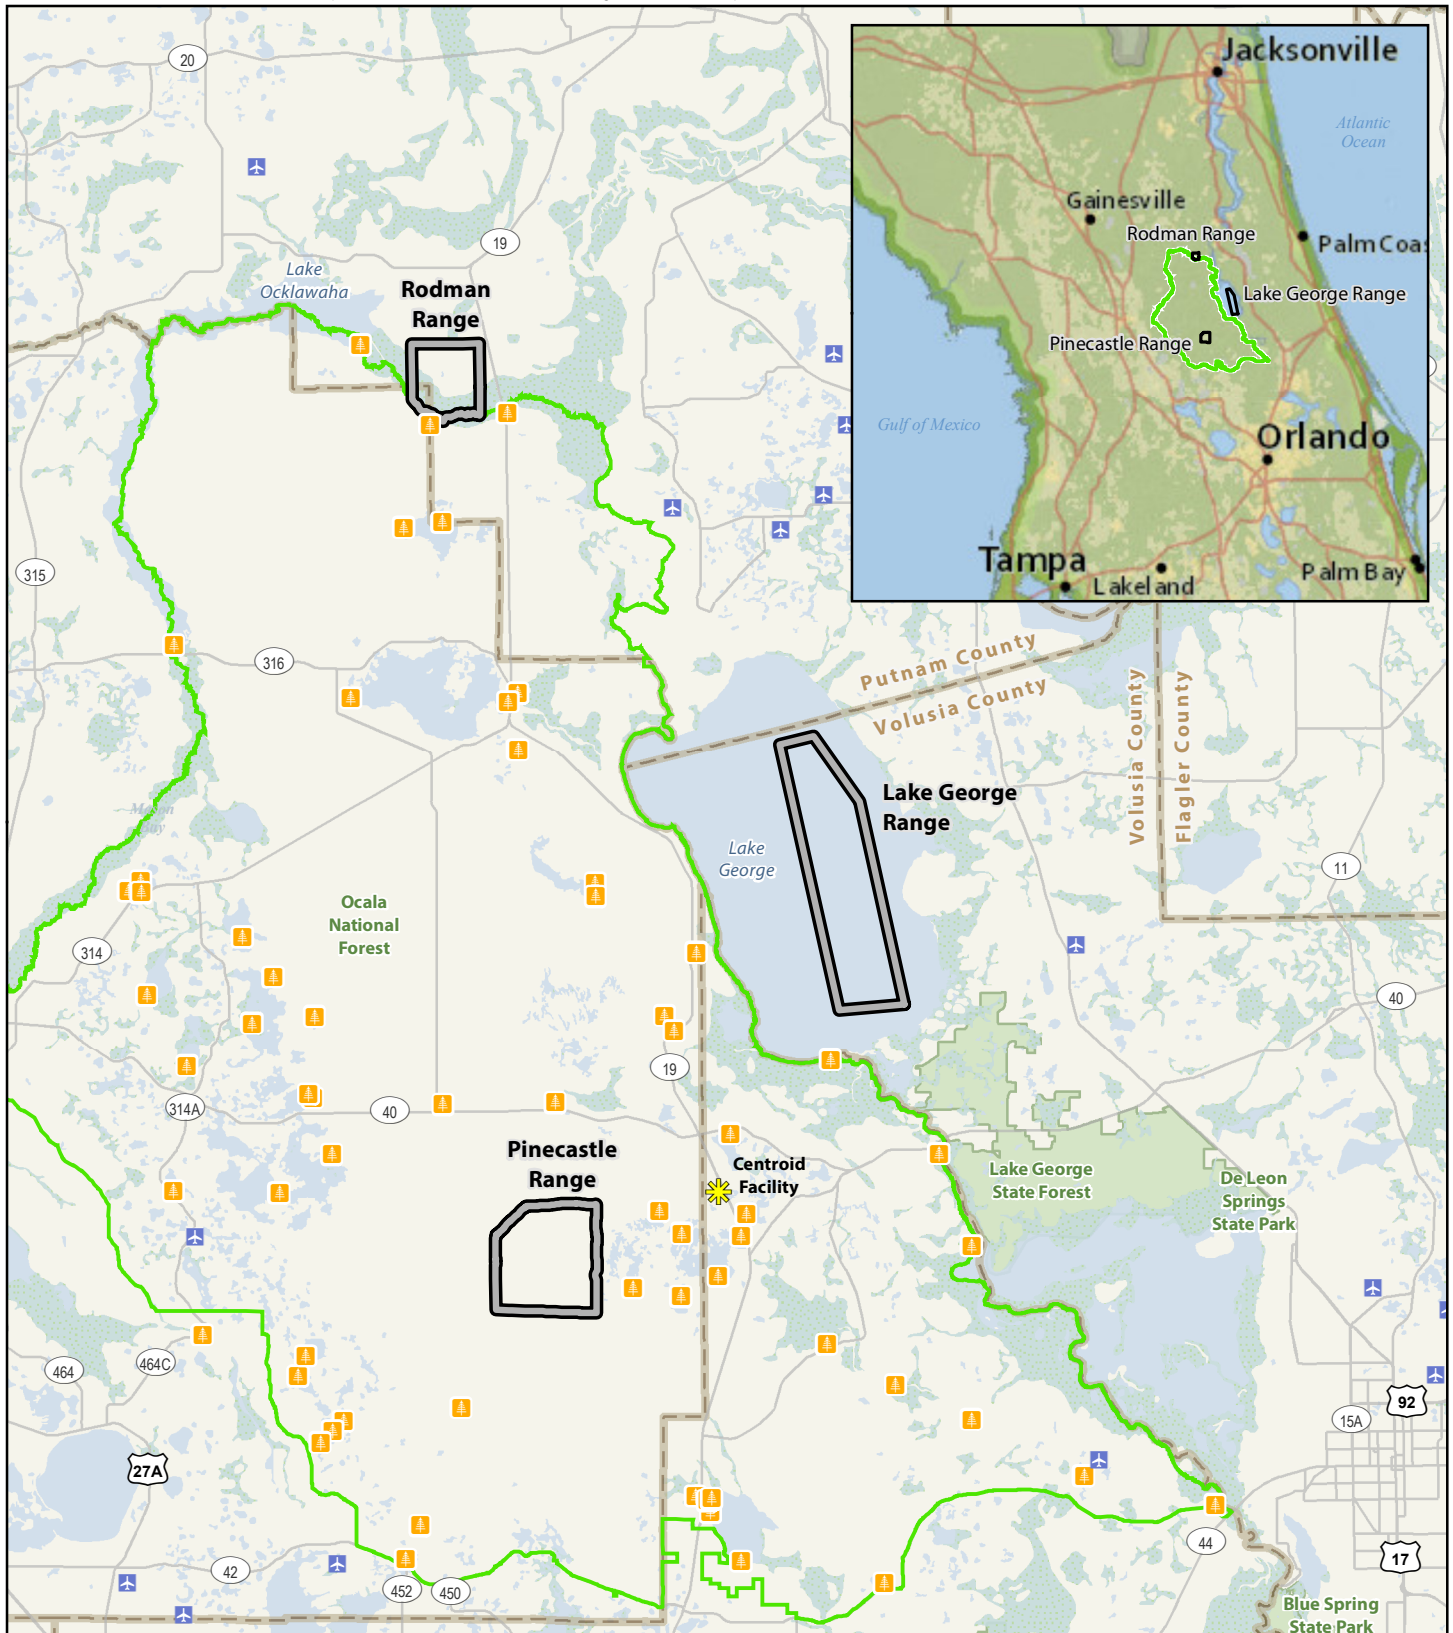 20
19
Lake
Ocklawaha
Rodman
Range
315
316
Putnam County
Volusia County
Volusia County
Flagler County
Lake George
Range
Lake
George
11
Ocala
National
Forest
314
40
19
314A
40
Pinecastle
Range
Centroid
Facility
Lake George
State Forest
De Leon
Springs
State Park
464
464C
92
15A
27A
44
17
42
452
450
Blue Spring
State Park
Jacksonville
Atlantic
Ocean
Gainesville
Rodman Range
Palm Coas
Lake George Range
Pinecastle Range
Gulf of Mexico
Orlando
Tampa
Lakeland
Palm Bay